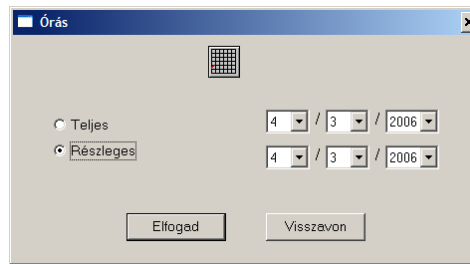 Órás
Teljes 4 / 3 / 2006
Részleges 4 / 3 / 2006
Elfogad Visszavon